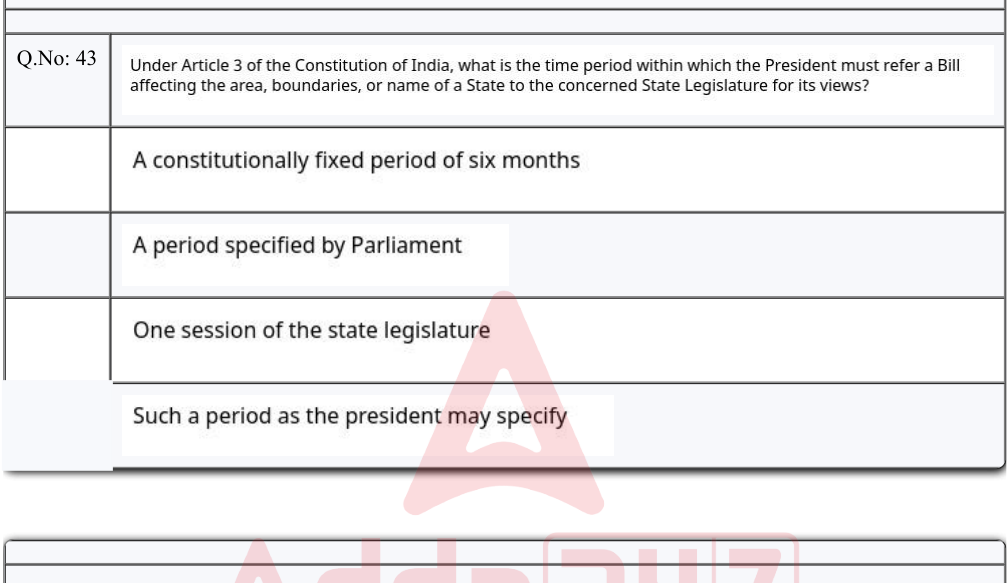 Q.No: 43
Under Article 3 of the Constitution of India, what is the time period within which the President must refer a Bill
affecting the area, boundaries, or name of a State to the concerned State Legislature for its views?
A constitutionally fixed period of six months
A period specified by Parliament
One session of the state legislature
Such a period as the president may specify